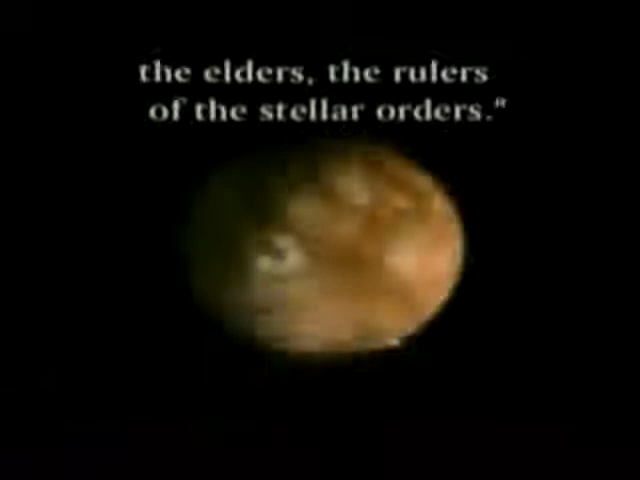 the elders, the rulers
of the stellar orders."